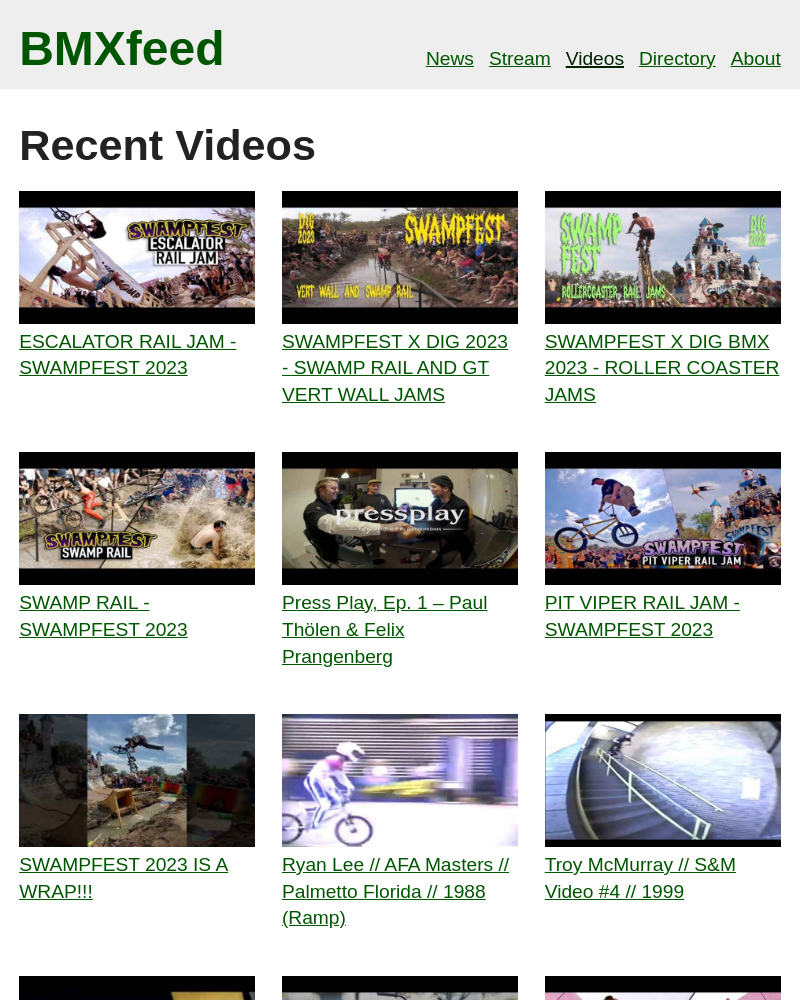 BMXfeed
News Stream Videos Directory About
Recent Videos
SWAMPFEST
ESCALATOR
RAIL JAM
DIG
2023
SWAMPFEST
VERT WALL AND SWAMP RAIL
SWAMP
FEST
DIG
2023
ROLLERCOASTER RAIL JAMS
ESCALATOR RAIL JAM -
SWAMPFEST 2023
SWAMPFEST X DIG 2023
- SWAMP RAIL AND GT
VERT WALL JAMS
SWAMPFEST X DIG BMX
2023 - ROLLER COASTER
JAMS
SWAMPFEST
SWAMP RAIL
pressplay
SWAMPFEST
PIT VIPER RAIL JAM
SWAMP RAIL -
SWAMPFEST 2023
Press Play, Ep. 1 – Paul
Thölen & Felix
Prangenberg
PIT VIPER RAIL JAM -
SWAMPFEST 2023
SWAMPFEST 2023 IS A
WRAP!!!
Ryan Lee // AFA Masters //
Palmetto Florida // 1988
(Ramp)
Troy McMurray // S&M
Video #4 // 1999